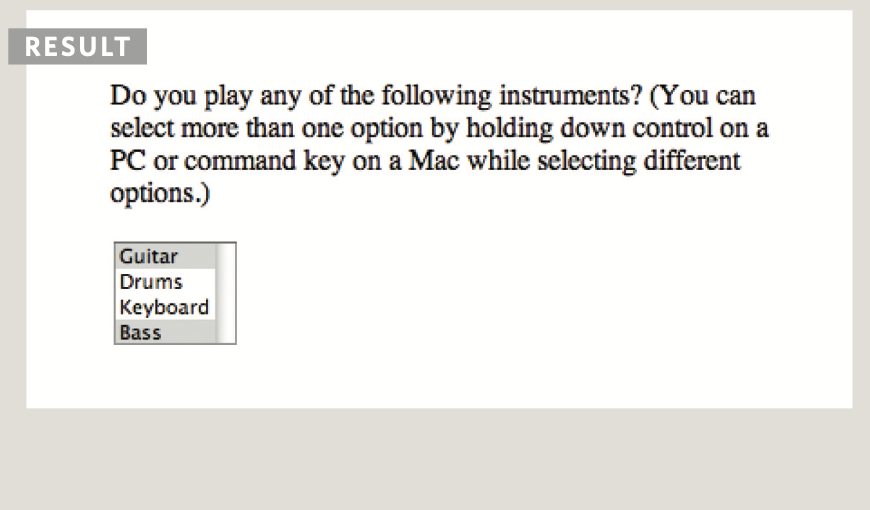 RESULT
Do you play any of the following instruments? (You can
select more than one option by holding down control on a
PC or command key on a Mac while selecting different
options.)
Guitar
Drums
Keyboard
Bass